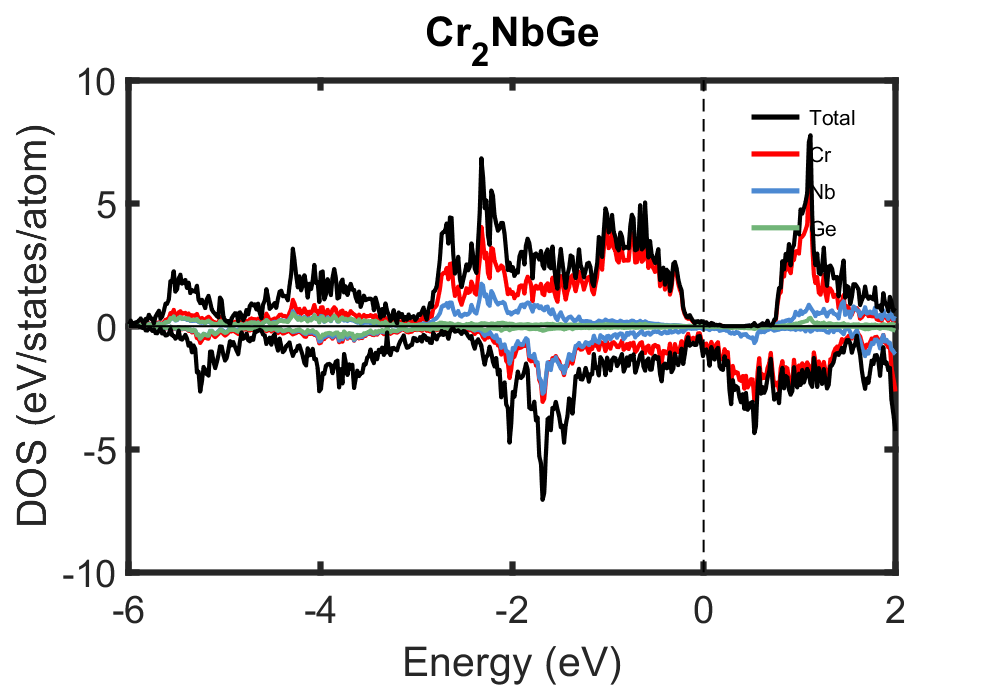 Cr2NbGe
10
5
0
-5
-10
DOS (eV/states/atom)
Total
Cr
Nb
Ge
-6 -4 -2 0 2
Energy (eV)